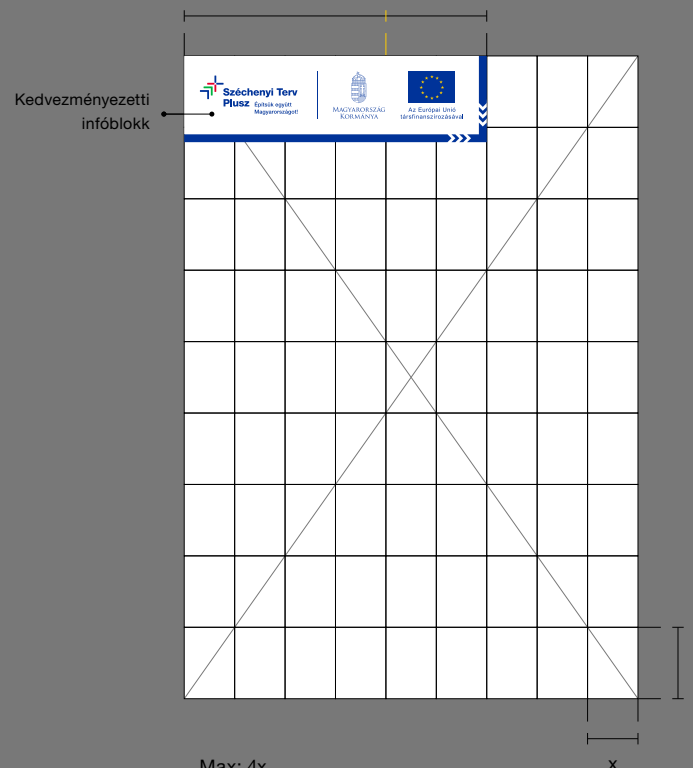 Kedvezményezetti
infóblokk
Széchenyi Terv
Plusz Építsük együtt
Magyarországot!
MAGYARORSZÁG
KORMÁNYA
Az Európai Unió
társfinanszírozásával
Max: 4x
x